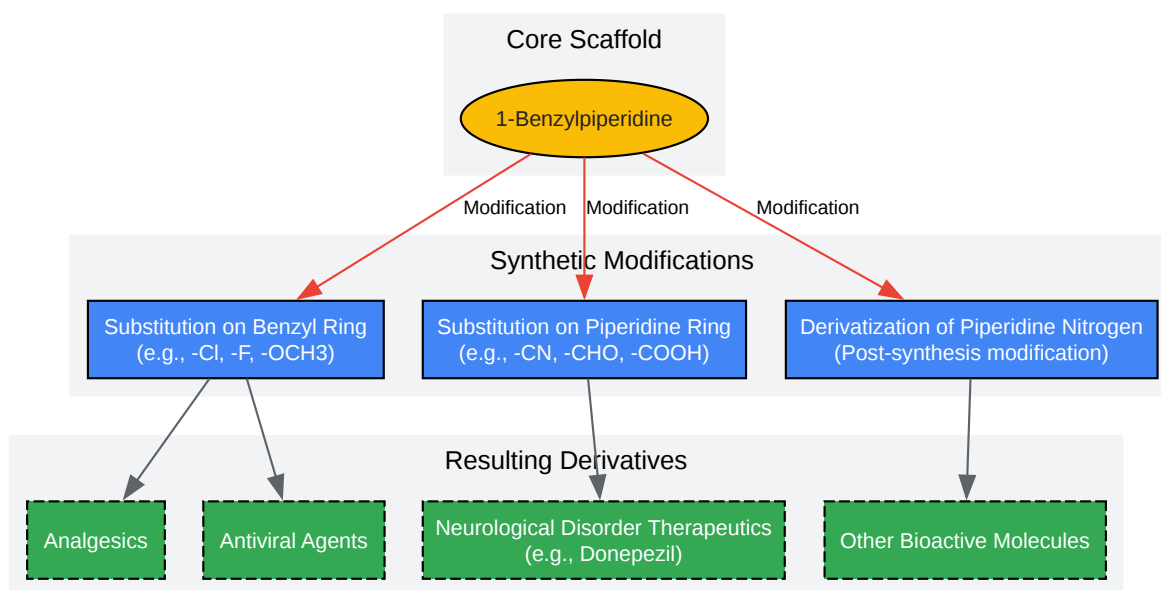 Core Scaffold
1-Benzylpiperidine
Modification
Modification
Modification
Synthetic Modifications
Substitution on Benzyl Ring
(e.g., -Cl, -F, -OCH3)
Substitution on Piperidine Ring
(e.g., -CN, -CHO, -COOH)
Derivatization of Piperidine Nitrogen
(Post-synthesis modification)
Resulting Derivatives
Analgesics
Antiviral Agents
Neurological Disorder Therapeutics
(e.g., Donepezil)
Other Bioactive Molecules